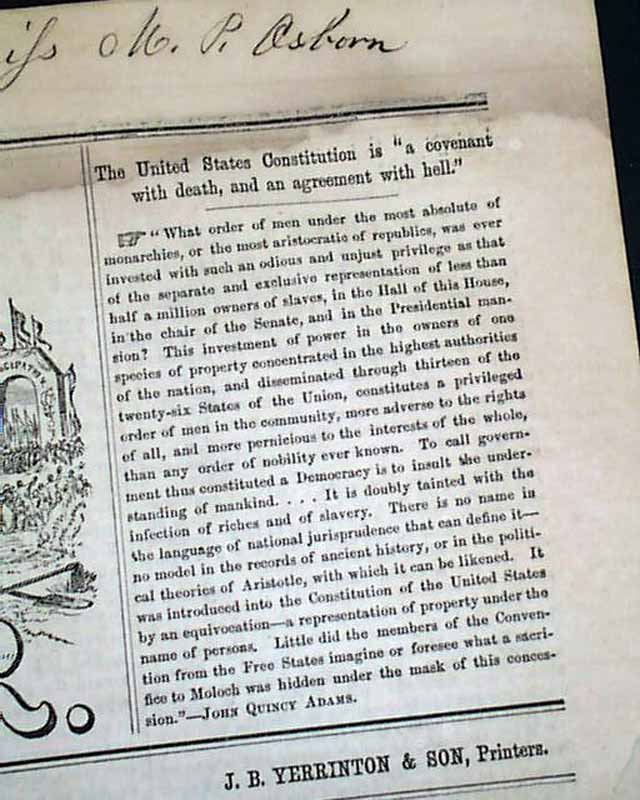 iss M. P. Osborn
The United States Constitution is "a covenant
with death, and an agreement with hell."
☞ "What order of men under the most absolute of
monarchies, or the most aristocratic of republics, was ever
invested with such an odious and unjust privilege as that
of the separate and exclusive representation of less than
half a million owners of slaves, in the Hall of this House,
in the chair of the Senate, and in the Presidential man-
sion? This investment of power in the owners of one
species of property concentrated in the highest authorities
of the nation, and disseminated through thirteen of the
twenty-six States of the Union, constitutes a privileged
order of men in the community, more adverse to the rights
of all, and more pernicious to the interests of the whole,
than any order of nobility ever known. To call govern-
ment thus constituted a Democracy is to insult the under-
standing of mankind. . . . It is doubly tainted with the
infection of riches and of slavery. There is no name in
the language of national jurisprudence that can define it—
no model in the records of ancient history, or in the politi-
cal theories of Aristotle, with which it can be likened. It
was introduced into the Constitution of the United States
by an equivocation—a representation of property under the
name of persons. Little did the members of the Conven-
tion from the Free States imagine or foresee what a sacri-
fice to Moloch was hidden under the mask of this conces-
sion."—JOHN QUINCY ADAMS.
J. B. YERRINTON & SON, Printers.